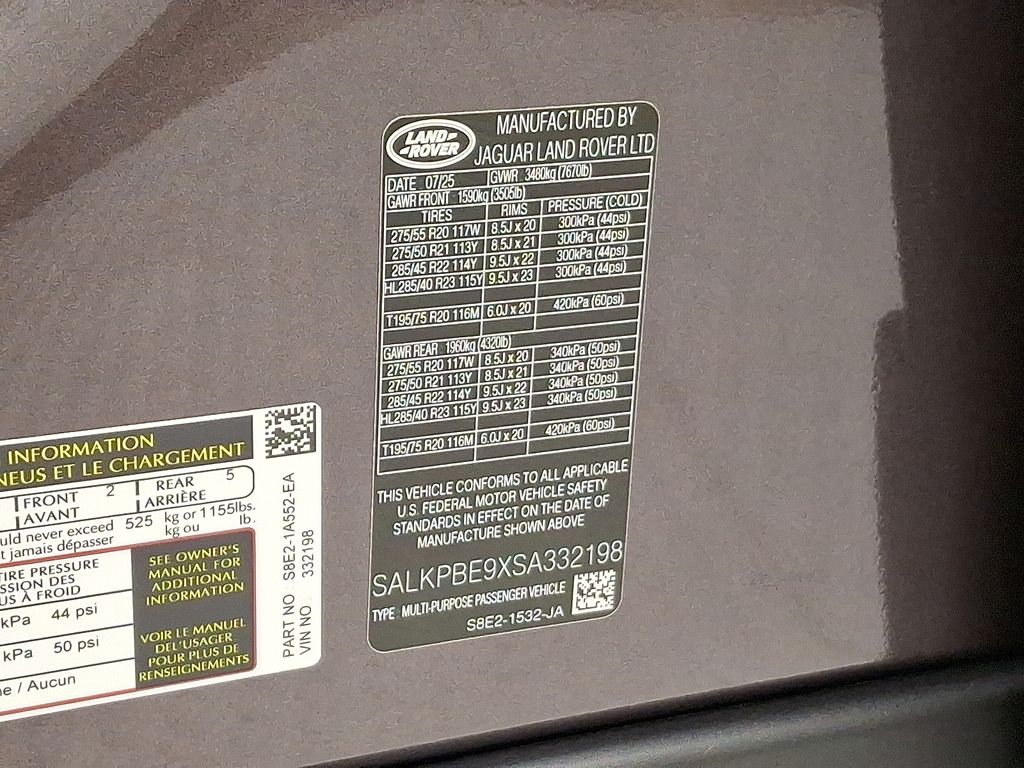 LAND
ROVER
MANUFACTURED BY
JAGUAR LAND ROVER LTD
DATE 07/25 GVWR 3480kg (7670lb)
GAWR FRONT 1590kg (3505lb)
TIRES RIMS PRESSURE (COLD)
275/55 R20 117W 8.5J x 20 300kPa (44psi)
275/50 R21 113Y 8.5J x 21 300kPa (44psi)
285/45 R22 114Y 9.5J x 22 300kPa (44psi)
HL285/40 R23 115Y 9.5J x 23 300kPa (44psi)
T195/75 R20 116M 6.0J x 20 420kPa (60psi)
GAWR REAR 1960kg (4320lb)
275/55 R20 117W 8.5J x 20 340kPa (50psi)
275/50 R21 113Y 8.5J x 21 340kPa (50psi)
285/45 R22 114Y 9.5J x 22 340kPa (50psi)
HL285/40 R23 115Y 9.5J x 23 340kPa (50psi)
T195/75 R20 116M 6.0J x 20 420kPa (60psi)
THIS VEHICLE CONFORMS TO ALL APPLICABLE
U.S. FEDERAL MOTOR VEHICLE SAFETY
STANDARDS IN EFFECT ON THE DATE OF
MANUFACTURE SHOWN ABOVE
SALKPBE9XSA332198
TYPE MULTI-PURPOSE PASSENGER VEHICLE
S8E2-1532-JA
INFORMATION
NEUS ET LE CHARGEMENT
FRONT 2 REAR 5
AVANT ARRIÈRE
uld never exceed 525 kg or 1155lbs.
t jamais dépasser kg ou lb.
TIRE PRESSURE
SSION DES
US À FROID
kPa 44 psi
kPa 50 psi
ne / Aucun
SEE OWNER'S
MANUAL FOR
ADDITIONAL
INFORMATION
VOIR LE MANUEL
DE L'USAGER
POUR PLUS DE
RENSEIGNEMENTS
PART NO S8E2-1A552-EA
VIN NO. 332198